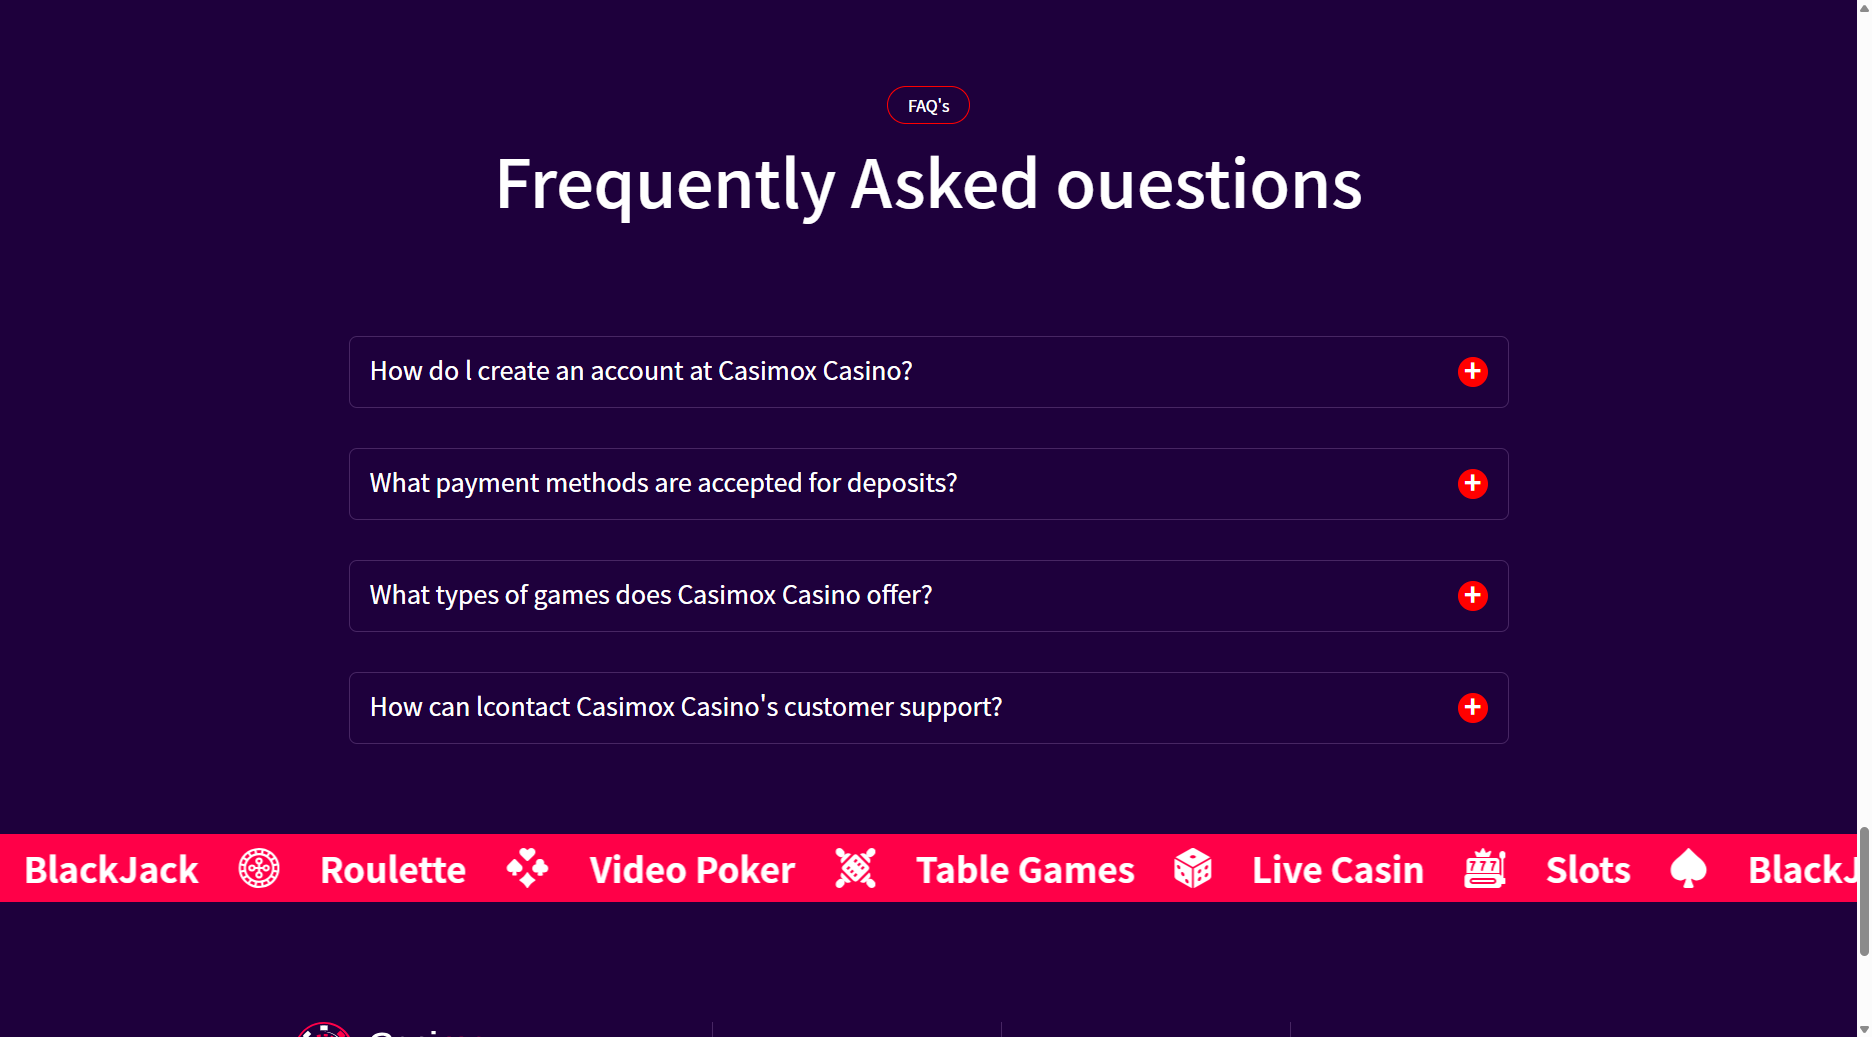 FAQ's
Frequently Asked ouestions
How do l create an account at Casimox Casino?
What payment methods are accepted for deposits?
What types of games does Casimox Casino offer?
How can lcontact Casimox Casino's customer support?
BlackJack Roulette Video Poker Table Games Live Casin Slots BlackJ
777